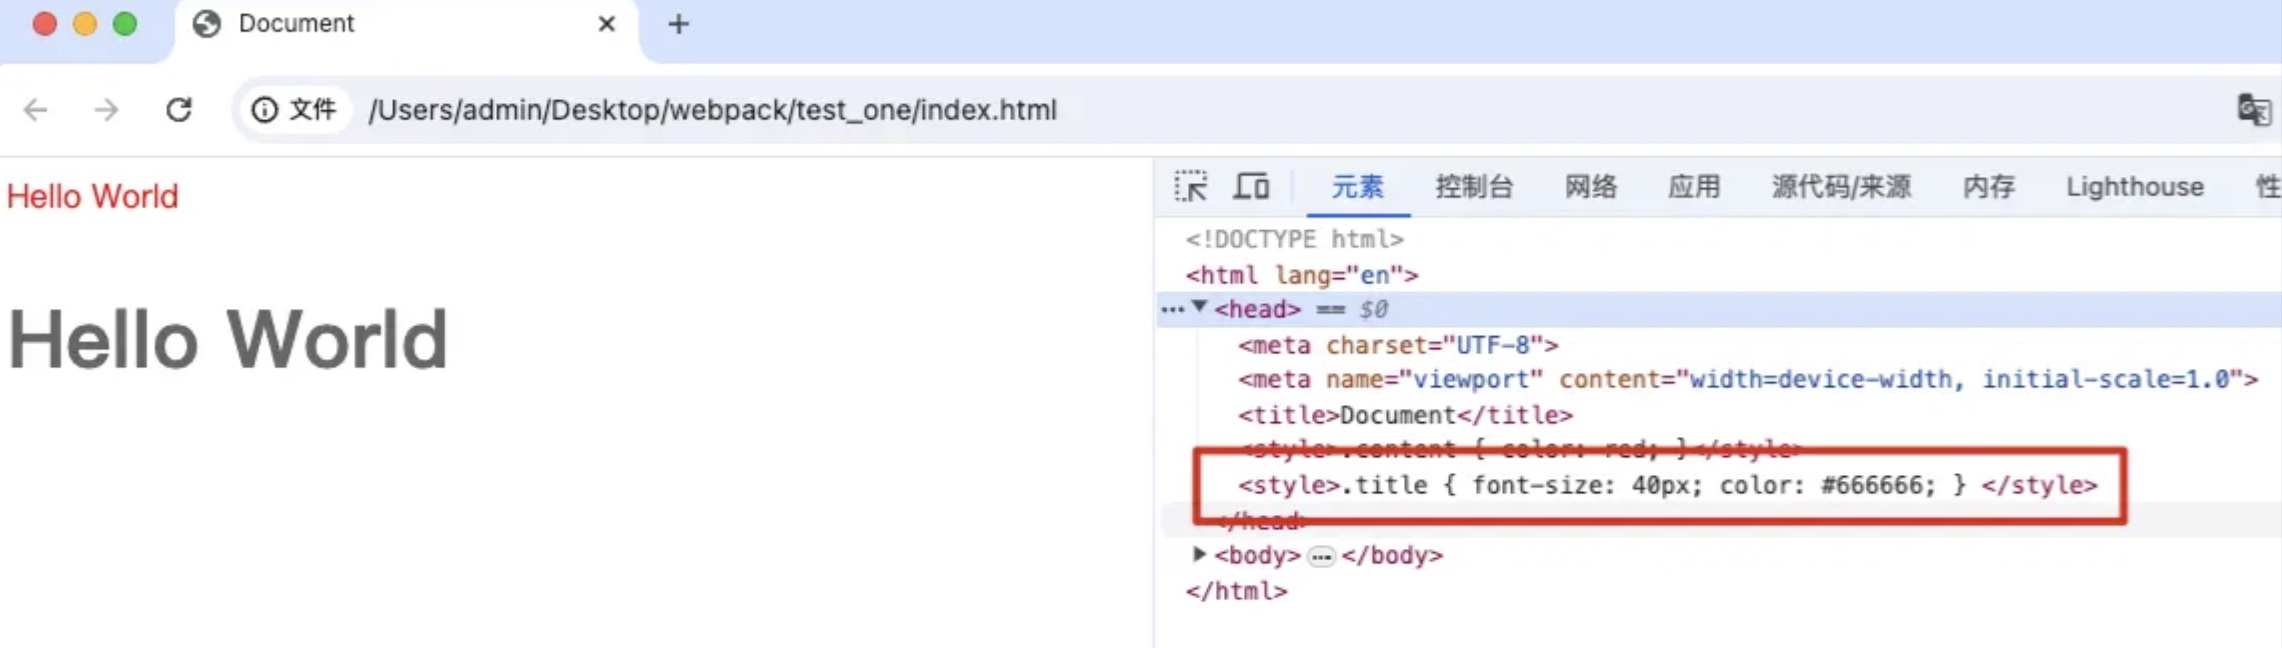 Document
文件 /Users/admin/Desktop/webpack/test_one/index.html
Hello World
Hello World
元素 控制台 网络 应用 源代码/来源 内存 Lighthouse 性
<!DOCTYPE html>
<html lang="en">
<head> == $0
<meta charset="UTF-8">
<meta name="viewport" content="width=device-width, initial-scale=1.0">
<title>Document</title>
<style>.content { color: red; }</style>
<style>.title { font-size: 40px; color: #666666; } </style>
</head>
<body> … </body>
</html>